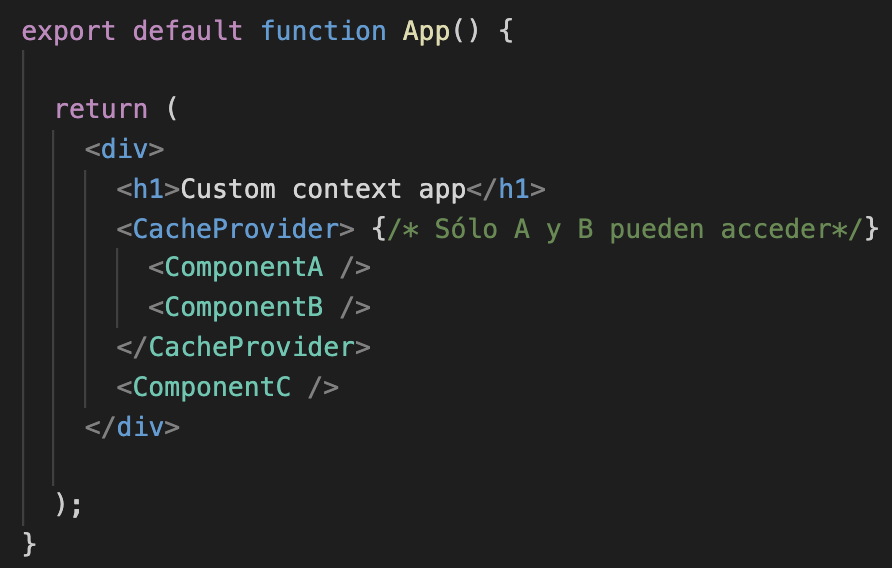 export default function App() {
return (
<div>
<h1>Custom context app</h1>
<CacheProvider> {/* Sólo A y B pueden acceder*/}
<ComponentA />
<ComponentB />
</CacheProvider>
<ComponentC />
</div>
);
}